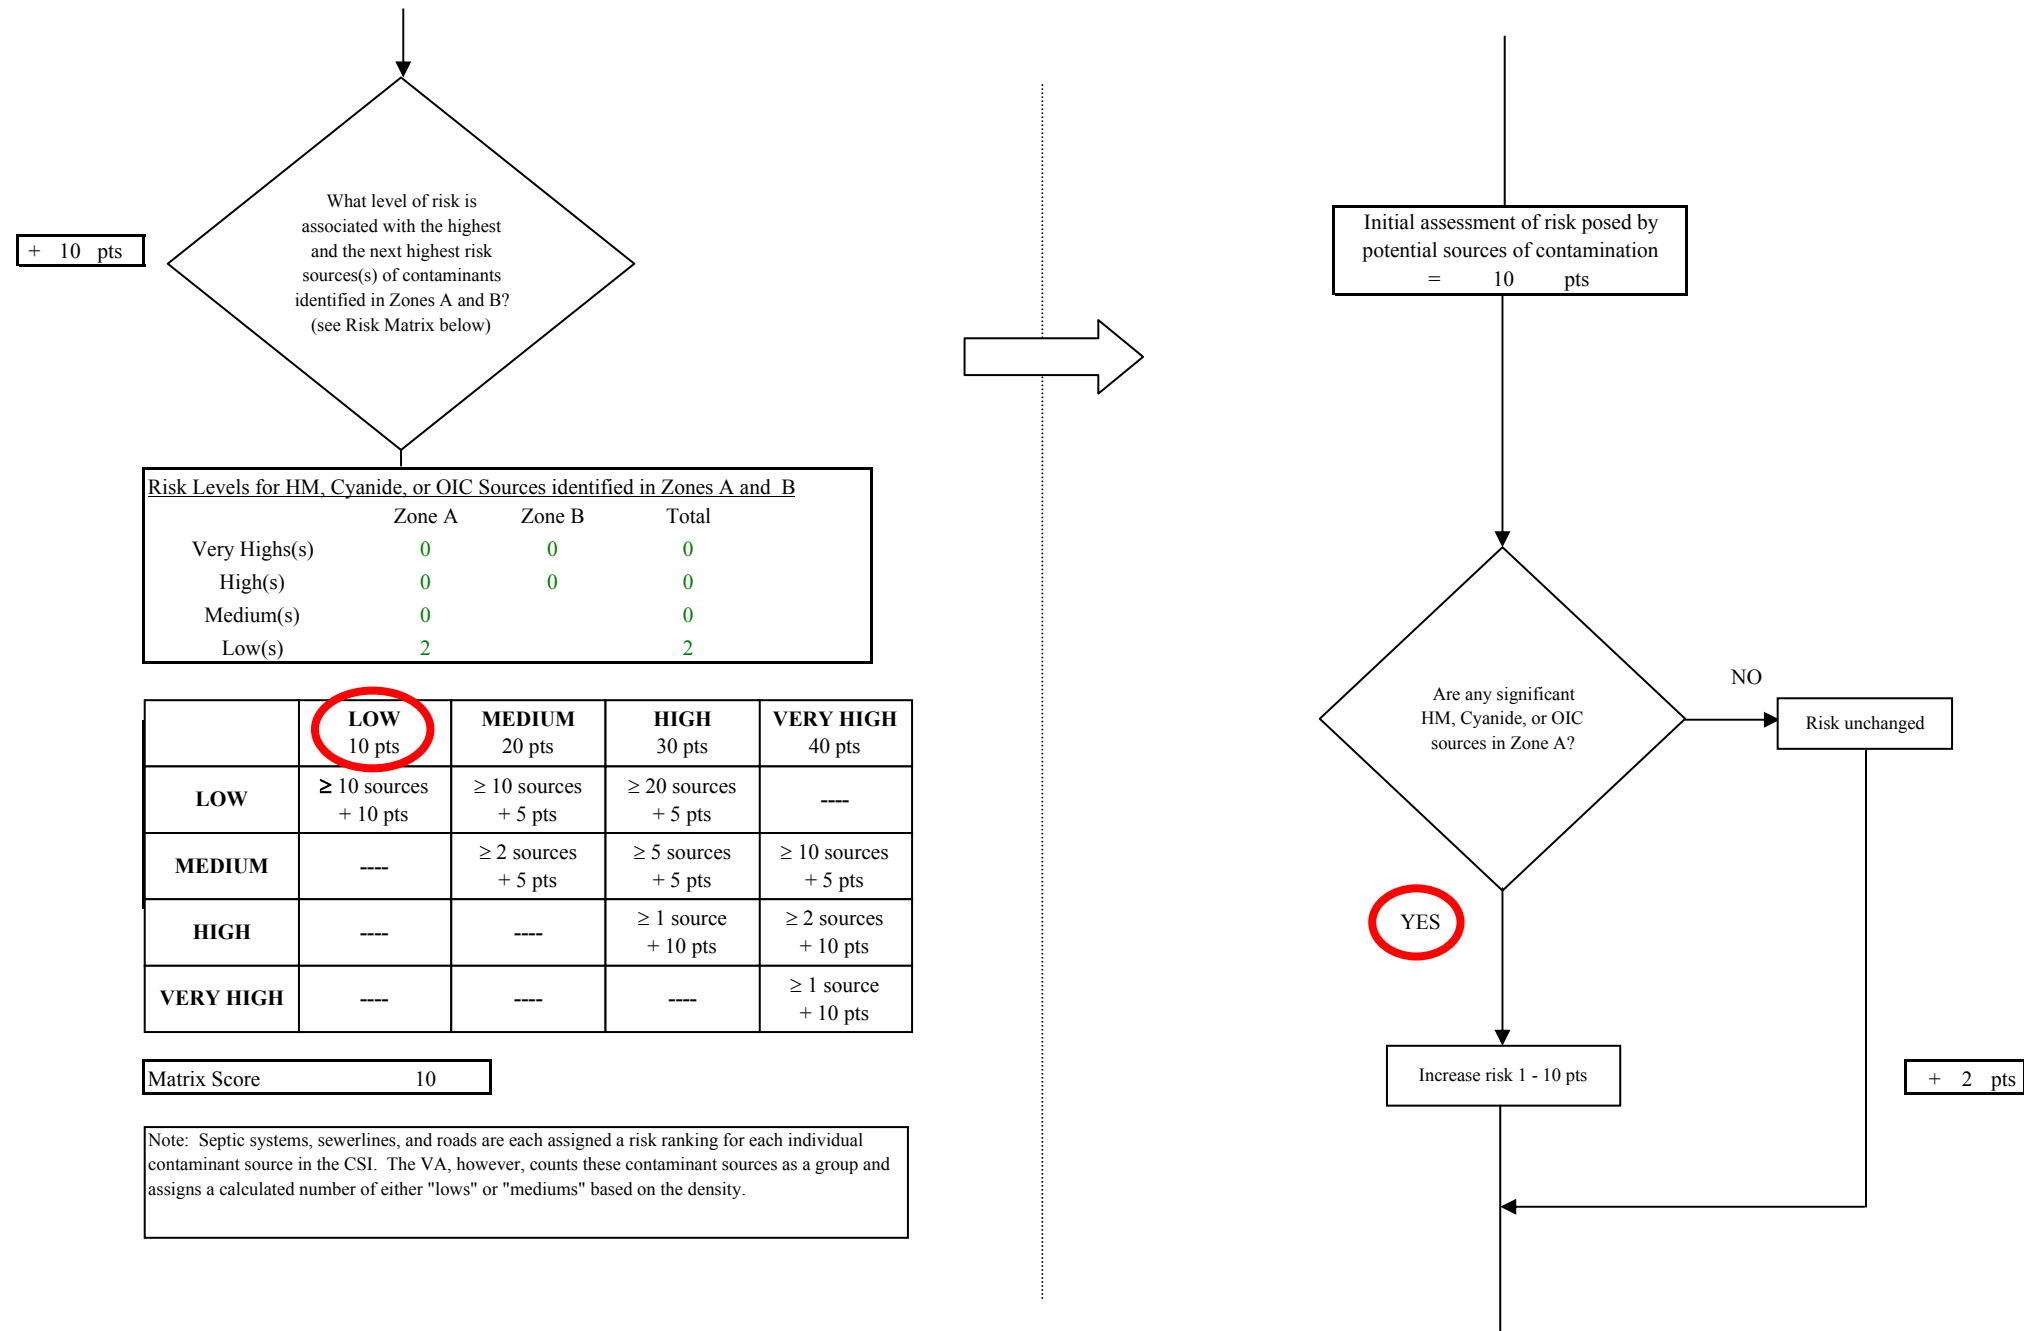 What level of risk is
associated with the highest
and the next highest risk
sources(s) of contaminants
identified in Zones A and B?
(see Risk Matrix below)
+ 10 pts
Risk Levels for HM, Cyanide, or OIC Sources identified in Zones A and B
Zone A Zone B Total
Very Highs(s) 0 0 0
High(s) 0 0 0
Medium(s) 0 0
Low(s) 2 2
LOW MEDIUM HIGH VERY HIGH
10 pts 20 pts 30 pts 40 pts
LOW ≥ 10 sources ≥ 10 sources ≥ 20 sources ----
+ 10 pts + 5 pts + 5 pts
MEDIUM ---- ≥ 2 sources ≥ 5 sources ≥ 10 sources
+ 5 pts + 5 pts + 5 pts
HIGH ---- ---- ≥ 1 source ≥ 2 sources
+ 10 pts + 10 pts
VERY HIGH ---- ---- ---- ≥ 1 source
+ 10 pts
Matrix Score 10
Note: Septic systems, sewerlines, and roads are each assigned a risk ranking for each individual
contaminant source in the CSI. The VA, however, counts these contaminant sources as a group and
assigns a calculated number of either "lows" or "mediums" based on the density.
Initial assessment of risk posed by
potential sources of contamination
= 10 pts
Are any significant
HM, Cyanide, or OIC
sources in Zone A?
NO
Risk unchanged
YES
Increase risk 1 - 10 pts
+ 2 pts